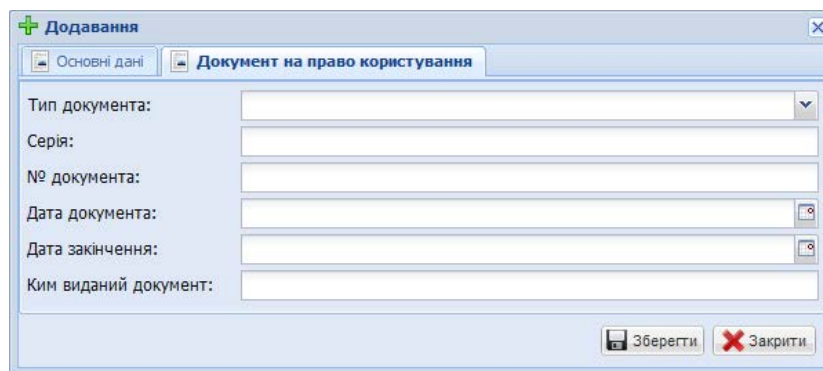 Додавання
Основні дані Документ на право користування
Тип документа:
Серія:
№ документа:
Дата документа:
Дата закінчення:
Ким виданий документ:
Зберегти Закрити